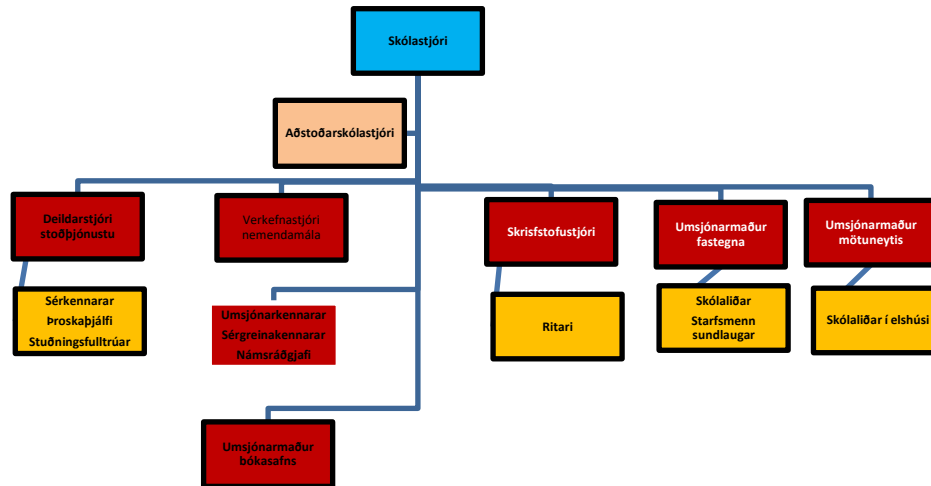 Skólastjóri
Aðstoðarskólastjóri
Deildarstjóri
stoðþjónustu
Verkefnastjóri
nemendamála
Skrisfstofustjóri
Umsjónarmaður
fastegna
Umsjónarmaður
mötuneytis
Sérkennarar
Þroskaþjálfi
Stuðningsfulltrúar
Umsjónarkennarar
Sérgreinakennarar
Námsráðgjafi
Ritari
Skólaliðar
Starfsmenn
sundlaugar
Skólaliðar í elshúsi
Umsjónarmaður
bókasafns